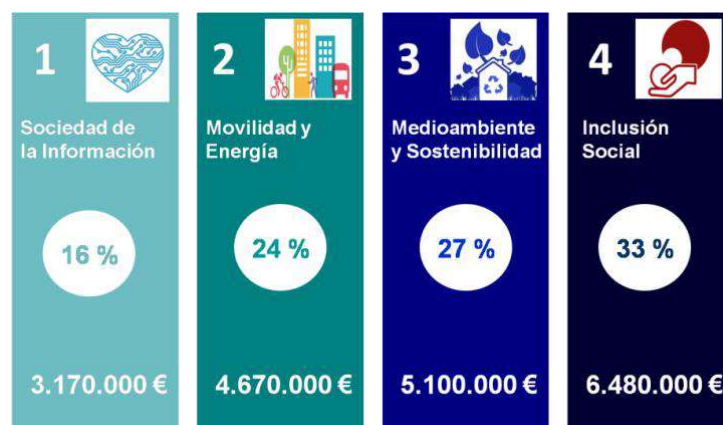 1
Sociedad de
la Información
16 %
3.170.000 €
2
Movilidad y
Energía
24 %
4.670.000 €
3
Medioambiente
y Sostenibilidad
27 %
5.100.000 €
4
Inclusión
Social
33 %
6.480.000 €